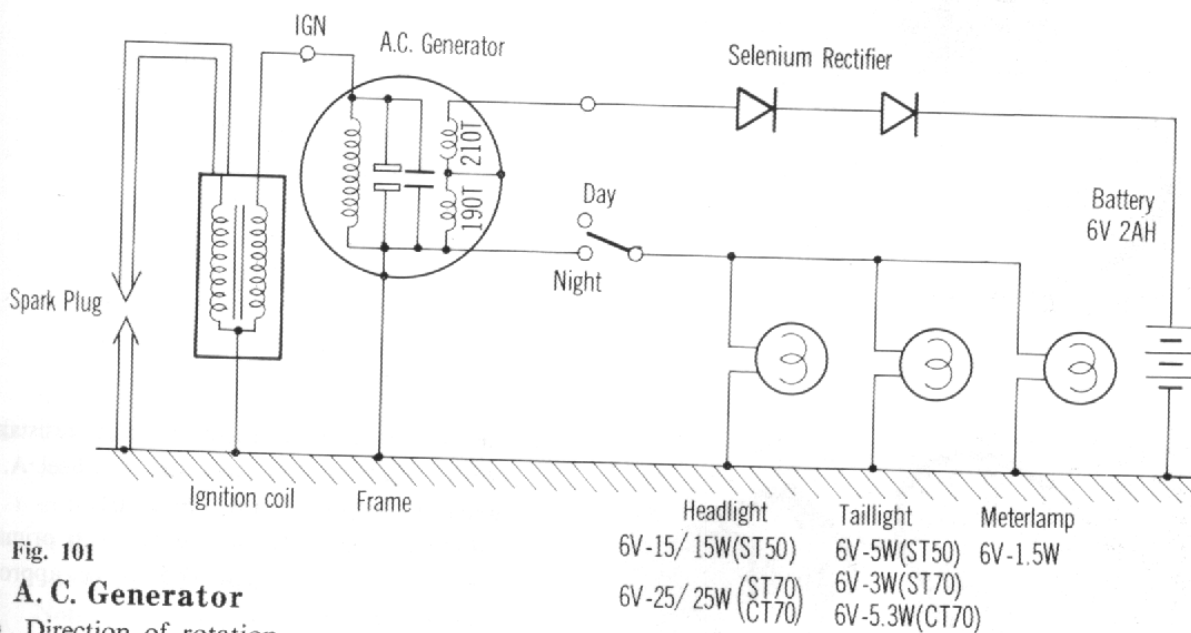 IGN
A.C. Generator
Selenium Rectifier
210T
190T
Day
Night
Battery
6V 2AH
Spark Plug
Ignition coil
Frame
Headlight
6V-15/15W(ST50)
6V-25/25W (ST70
CT70)
Taillight
6V-5W(ST50)
6V-3W(ST70)
6V-5.3W(CT70)
Meterlamp
6V-1.5W
Fig. 101
A. C. Generator
Direction of rotation